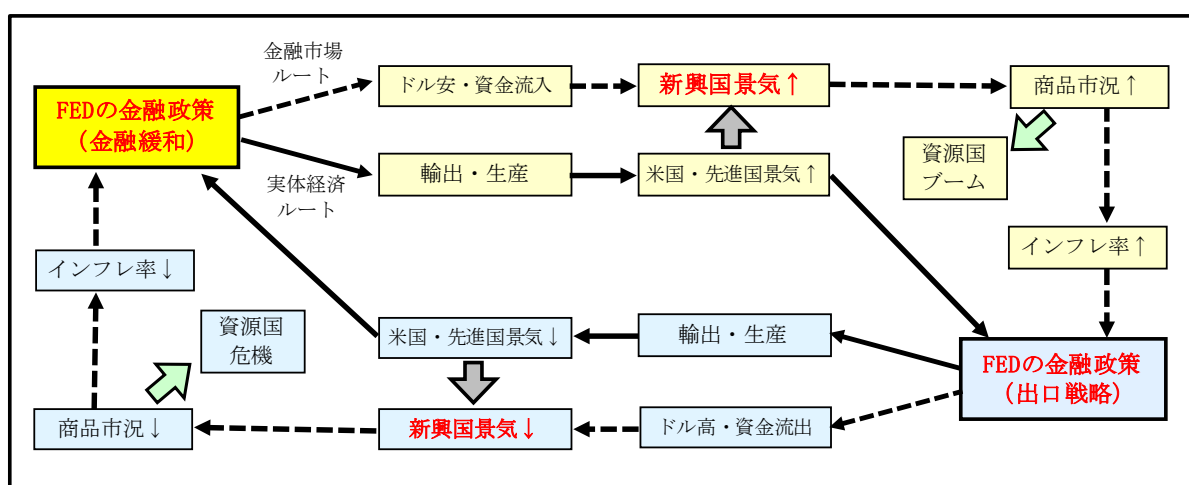 金融市場
ルート
ドル安・資金流入
新興国景気↑
商品市況↑
FEDの金融政策
（金融緩和）
輸出・生産
米国・先進国景気↑
資源国
ブーム
実体経済
ルート
インフレ率↓
インフレ率↑
資源国
危機
米国・先進国景気↓
輸出・生産
FEDの金融政策
（出口戦略）
商品市況↓
新興国景気↓
ドル高・資金流出